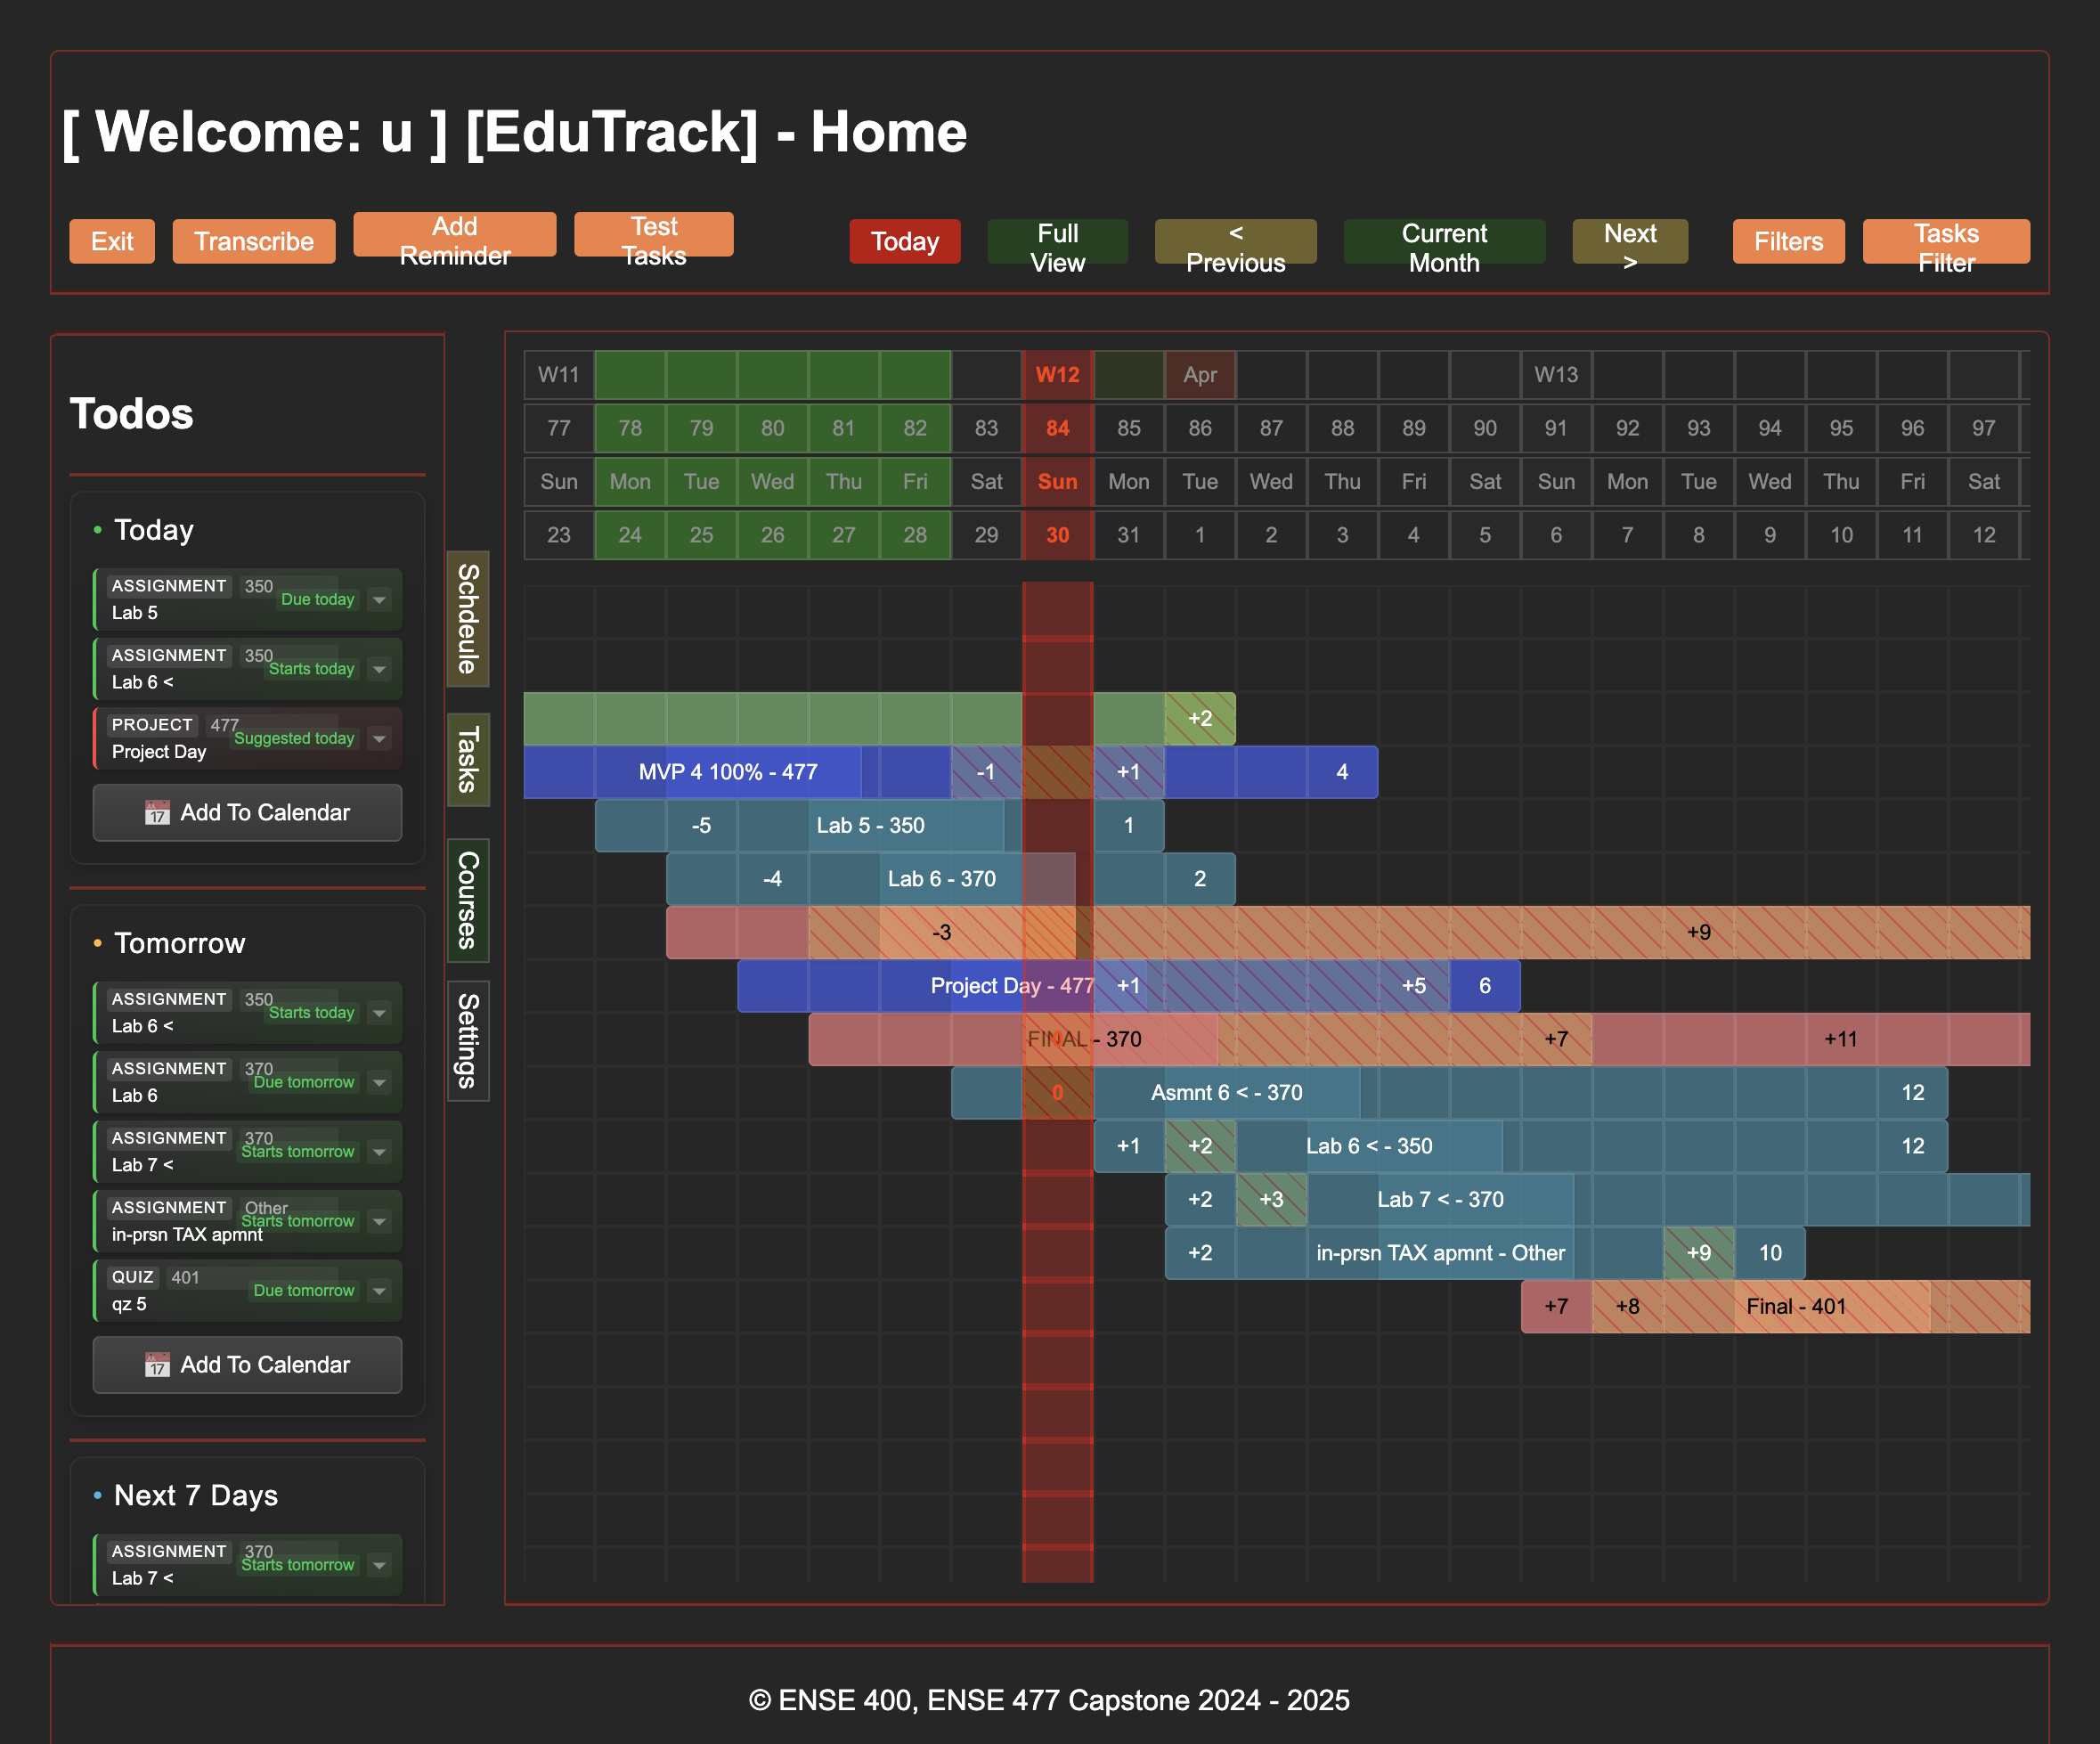 [ Welcome: u ] [EduTrack] - Home
Exit
Transcribe
Add
Reminder
Test
Tasks
Today
Full
View
<
Previous
Current
Month
Next
>
Filters
Tasks
Filter
Todos
• Today
ASSIGNMENT 350
Due today
Lab 5
ASSIGNMENT 350
Starts today
Lab 6 <
PROJECT 477
Suggested today
Project Day
17 Add To Calendar
• Tomorrow
ASSIGNMENT 350
Starts today
Lab 6 <
ASSIGNMENT 370
Due tomorrow
Lab 6
ASSIGNMENT 370
Starts tomorrow
Lab 7 <
ASSIGNMENT Other
Starts tomorrow
in-prsn TAX apmnt
QUIZ 401
Due tomorrow
qz 5
17 Add To Calendar
• Next 7 Days
ASSIGNMENT 370
Starts tomorrow
Lab 7 <
Schdeule
Tasks
Courses
Settings
W11 W12 Apr W13
77 78 79 80 81 82 83 84 85 86 87 88 89 90 91 92 93 94 95 96 97
Sun Mon Tue Wed Thu Fri Sat Sun Mon Tue Wed Thu Fri Sat Sun Mon Tue Wed Thu Fri Sat
23 24 25 26 27 28 29 30 31 1 2 3 4 5 6 7 8 9 10 11 12
+2
MVP 4 100% - 477 -1 +1 4
-5 Lab 5 - 350 1
-4 Lab 6 - 370 2
-3 +9
Project Day - 477 +1 +5 6
FINAL - 370 0 +7 +11
0 Asmnt 6 < - 370 12
+1 +2 Lab 6 < - 350 12
+2 +3 Lab 7 < - 370
+2 in-prsn TAX apmnt - Other +9 10
+7 +8 Final - 401
© ENSE 400, ENSE 477 Capstone 2024 - 2025